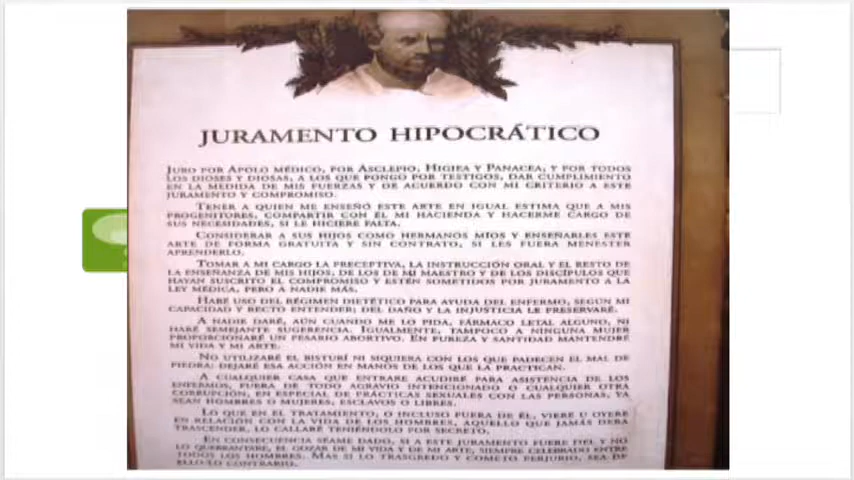 JURAMENTO HIPOCRÁTICO
JURO POR APOLO MÉDICO, POR ASCLEPIO, HIGIEA Y PANACEA, Y POR TODOS
LOS DIOSES Y DIOSAS, A LOS QUE PONGO POR TESTIGOS, DAR CUMPLIMIENTO
EN LA MEDIDA DE MIS FUERZAS Y DE ACUERDO CON MI CRITERIO A ESTE
JURAMENTO Y COMPROMISO.
TENER A QUIEN ME ENSEÑÓ ESTE ARTE EN IGUAL ESTIMA QUE A MIS
PROGENITORES, COMPARTIR CON ÉL MI HACIENDA Y HACERME CARGO DE
SUS NECESIDADES, SI LE HICIERE FALTA.
CONSIDERAR A SUS HIJOS COMO HERMANOS MÍOS Y ENSEÑARLES ESTE
ARTE DE FORMA GRATUITA Y SIN CONTRATO, SI LES FUERA MENESTER
APRENDERLO.
TOMAR A MI CARGO LA PRECEPTIVA, LA INSTRUCCIÓN ORAL Y EL RESTO DE
LA ENSEÑANZA DE MIS HIJOS, DE LOS DE MI MAESTRO Y DE LOS DISCÍPULOS QUE
HAYAN SUSCRITO EL COMPROMISO Y ESTÉN SOMETIDOS POR JURAMENTO A LA
LEY MÉDICA, PERO A NADIE MÁS.
HARÉ USO DEL RÉGIMEN DIETÉTICO PARA AYUDA DEL ENFERMO, SEGÚN MI
CAPACIDAD Y RECTO ENTENDER; DEL DAÑO Y LA INJUSTICIA LE PRESERVARÉ.
A NADIE DARÉ, AUN CUANDO ME LO PIDA, FÁRMACO LETAL ALGUNO, NI
HARÉ SEMEJANTE SUGERENCIA. IGUALMENTE, TAMPOCO A NINGUNA MUJER
PROPORCIONARÉ UN PESARIO ABORTIVO. EN PUREZA Y SANTIDAD MANTENDRÉ
MI VIDA Y MI ARTE.
NO UTILIZARÉ EL BISTURÍ NI SIQUIERA CON LOS QUE PADECEN EL MAL DE
PIEDRA; DEJARÉ ESA ACCIÓN EN MANOS DE LOS QUE LA PRACTICAN.
A CUALQUIER CASA QUE ENTRARE ACUDIRÉ PARA ASISTENCIA DE LOS
ENFERMOS, FUERA DE TODO AGRAVIO INTENCIONADO O CUALQUIER OTRA
CORRUPCIÓN, EN ESPECIAL DE PRÁCTICAS SEXUALES CON LAS PERSONAS, YA
SEAN HOMBRES O MUJERES, ESCLAVOS O LIBRES.
LO QUE EN EL TRATAMIENTO, O INCLUSO FUERA DE ÉL, VIERE U OYERE
EN RELACIÓN CON LA VIDA DE LOS HOMBRES, AQUELLO QUE JAMÁS DEBA
TRASCENDER, LO CALLARÉ TENIÉNDOLO POR SECRETO.
EN CONSECUENCIA SÉAME DADO, SI A ESTE JURAMENTO FUERE FIEL Y NO
LO QUEBRANTARE, EL GOZAR DE MI VIDA Y DE MI ARTE, SIEMPRE CELEBRADO ENTRE
TODOS LOS HOMBRES. MAS SI LO TRASGREDO Y COMETO PERJURIO, SEA DE
ELLO LO CONTRARIO.